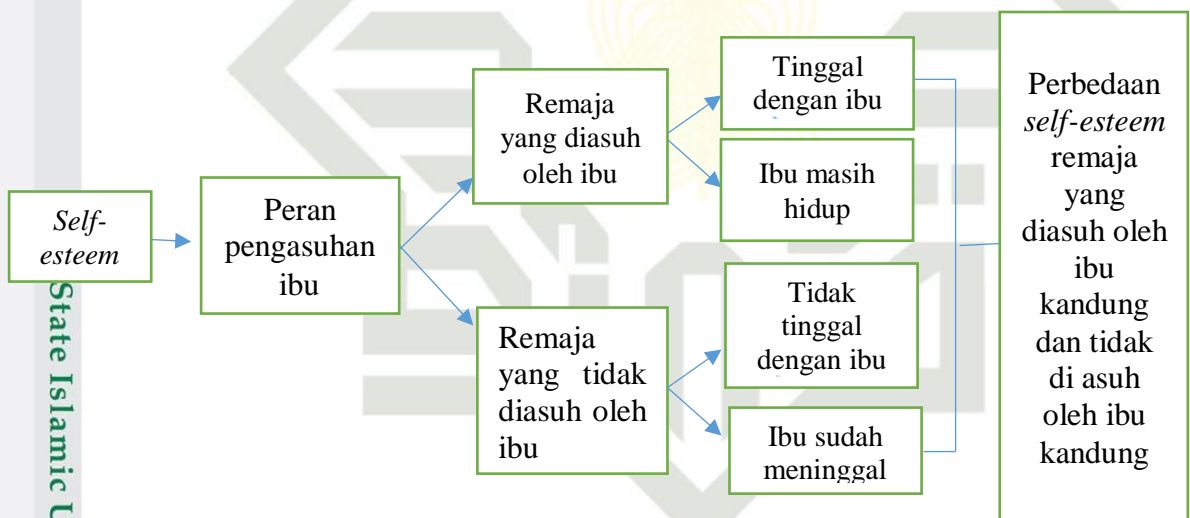 Self-
esteem
Peran
pengasuhan
ibu
Remaja
yang diasuh
oleh ibu
Remaja
yang tidak
diasuh oleh
ibu
Tinggal
dengan ibu
Ibu masih
hidup
Tidak
tinggal
dengan ibu
Ibu sudah
meninggal
Perbedaan
self-esteem
remaja
yang
diasuh oleh
ibu
kandung
dan tidak
di asuh
oleh ibu
kandung
State Islamic U